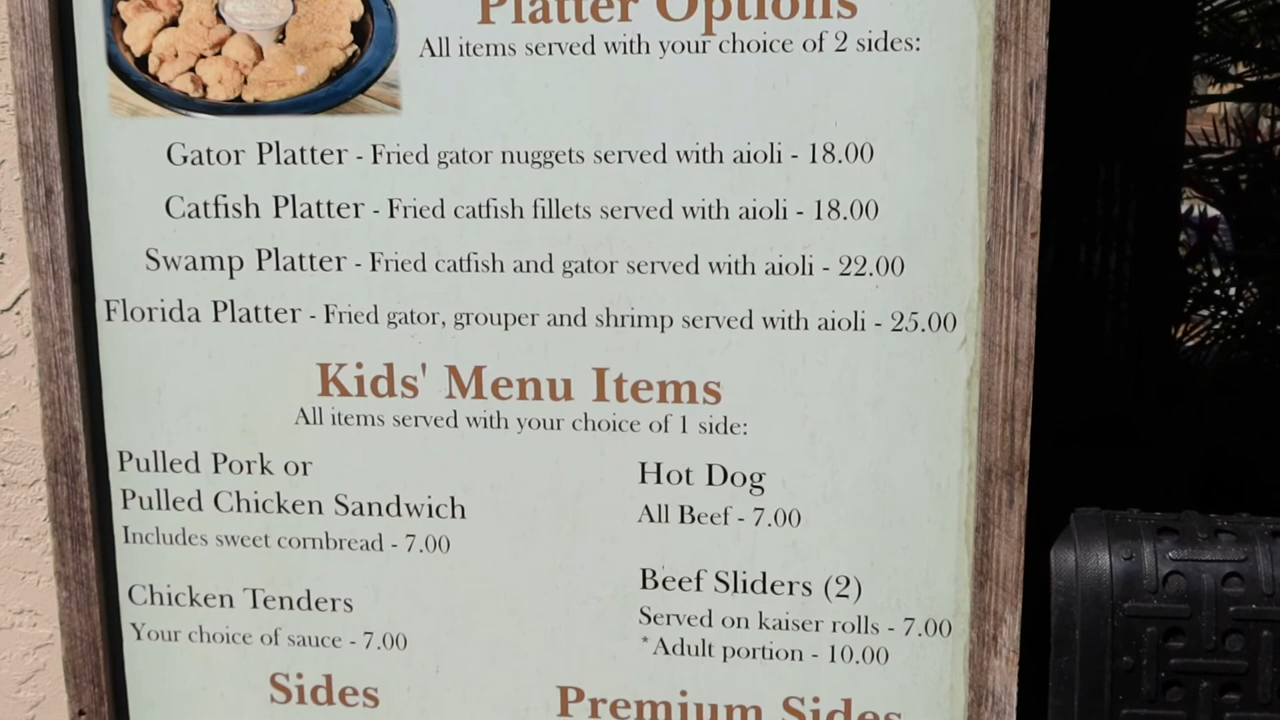 Platter Options
All items served with your choice of 2 sides:
Gator Platter - Fried gator nuggets served with aioli - 18.00
Catfish Platter - Fried catfish fillets served with aioli - 18.00
Swamp Platter - Fried catfish and gator served with aioli - 22.00
Florida Platter - Fried gator, grouper and shrimp served with aioli - 25.00
Kids' Menu Items
All items served with your choice of 1 side:
Pulled Pork or
Pulled Chicken Sandwich
Includes sweet cornbread - 7.00
Chicken Tenders
Your choice of sauce - 7.00
Hot Dog
All Beef - 7.00
Beef Sliders (2)
Served on kaiser rolls - 7.00
*Adult portion - 10.00
Sides
Premium Sides